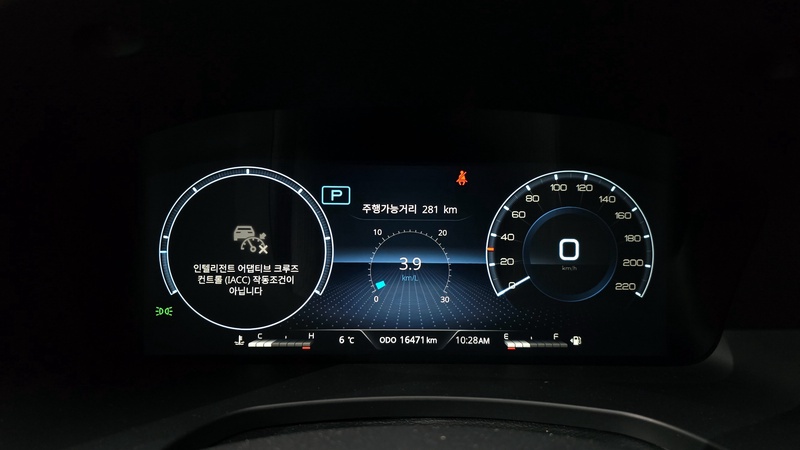 P
주행가능거리 281 km
인텔리전트 어댑티브 크루즈
컨트롤 (IACC) 작동조건이
아닙니다
10 20
3.9
km/L
0 30
0 20 40 60 80 100 120 140 160 180 200 220
0
km/h
C H
6 ℃
ODO 16471 km
10:28AM
E F